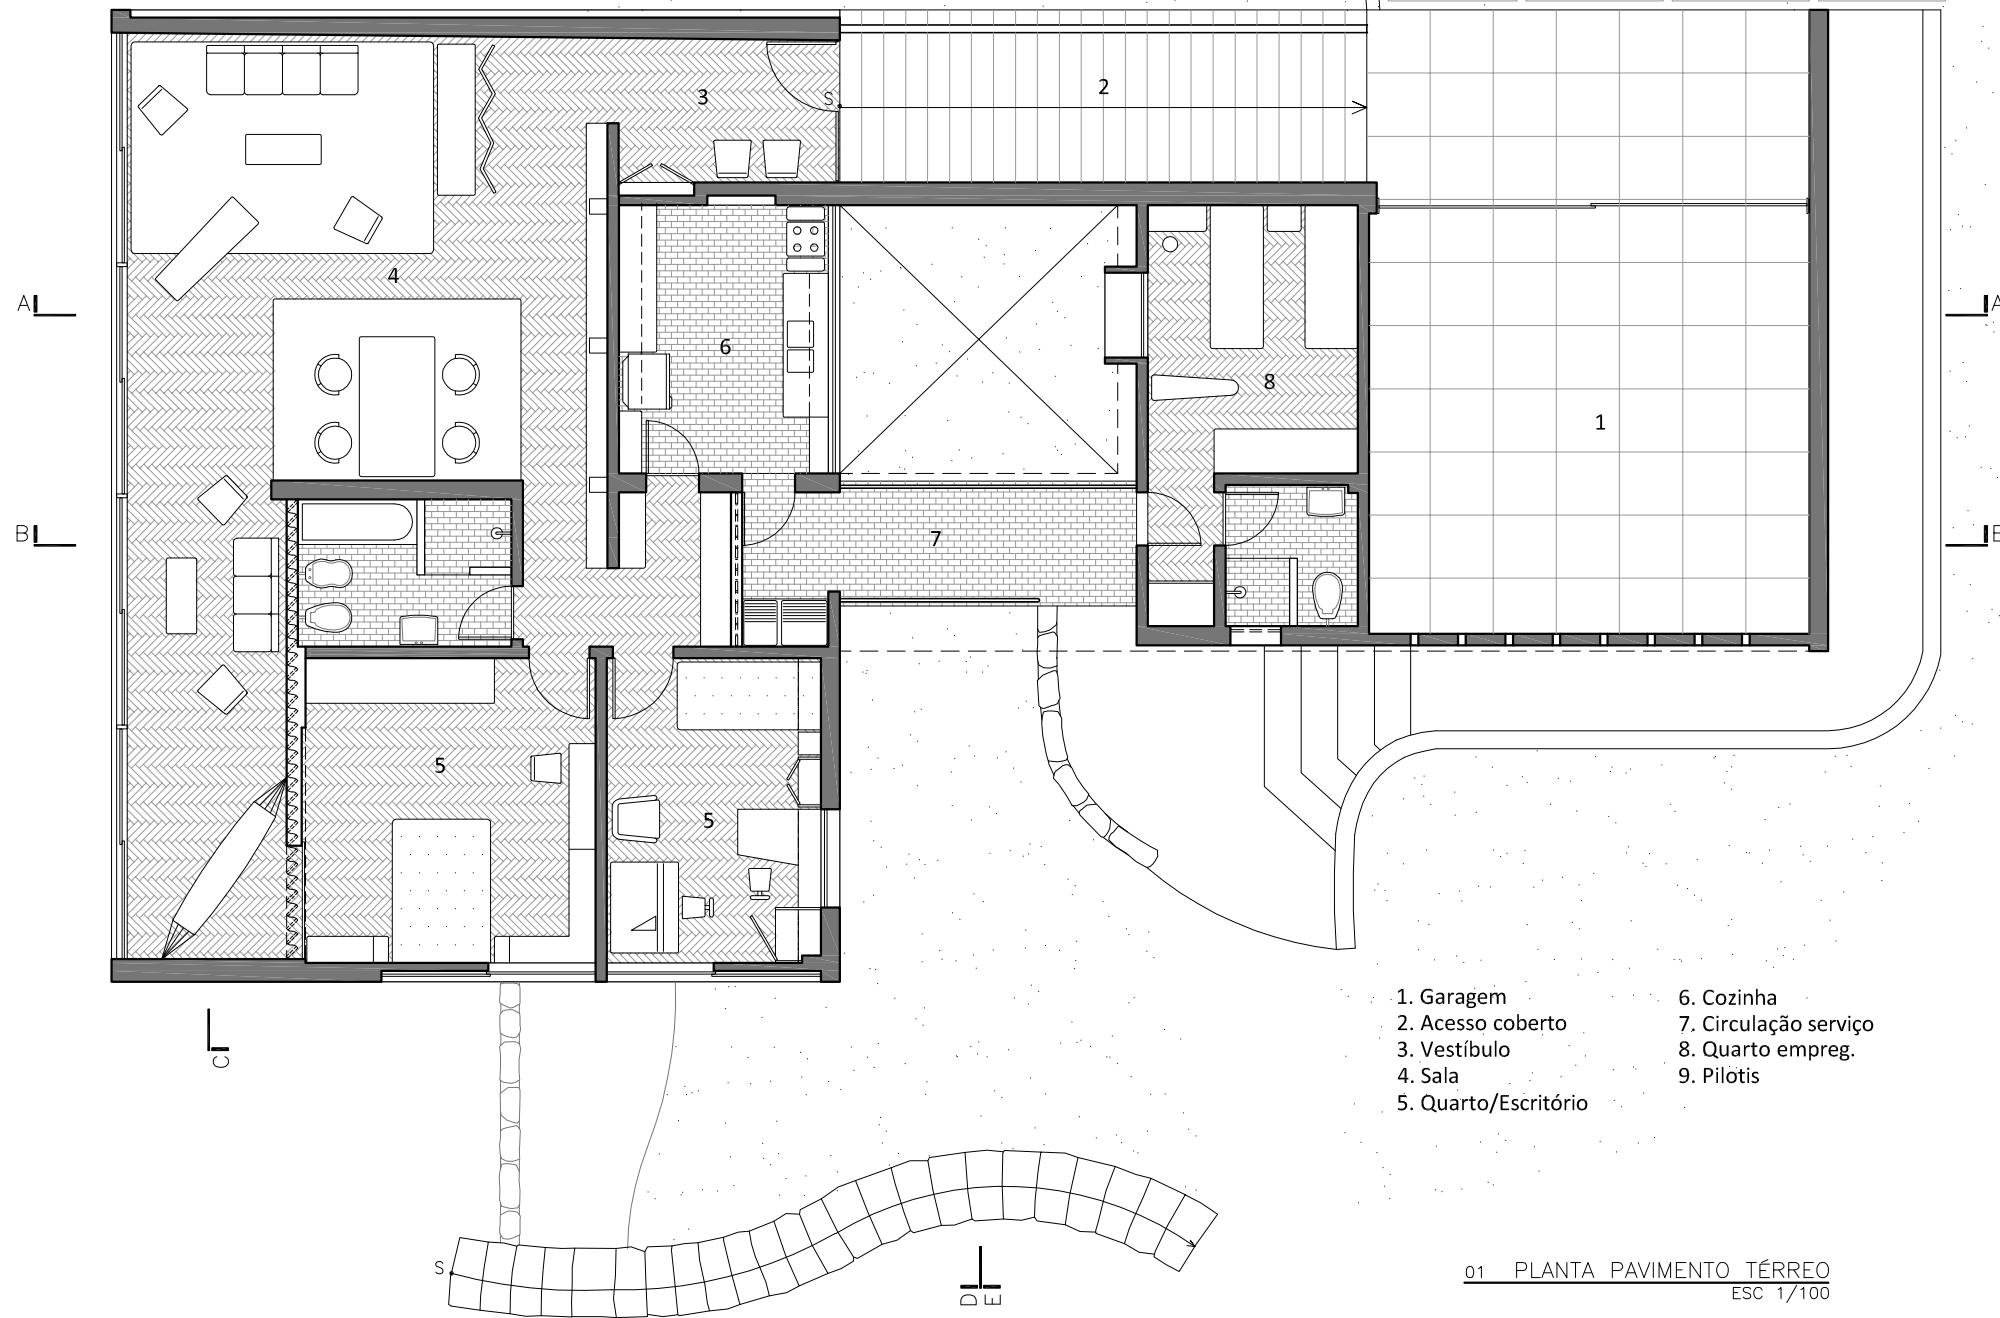 3
S
2
4
A
A
6
8
1
B
B
7
5
5
C
1. Garagem
2. Acesso coberto
3. Vestíbulo
4. Sala
5. Quarto/Escritório
6. Cozinha
7. Circulação serviço
8. Quarto empreg.
9. Pilotis
S
D
E
01 PLANTA PAVIMENTO TÉRREO
ESC 1/100